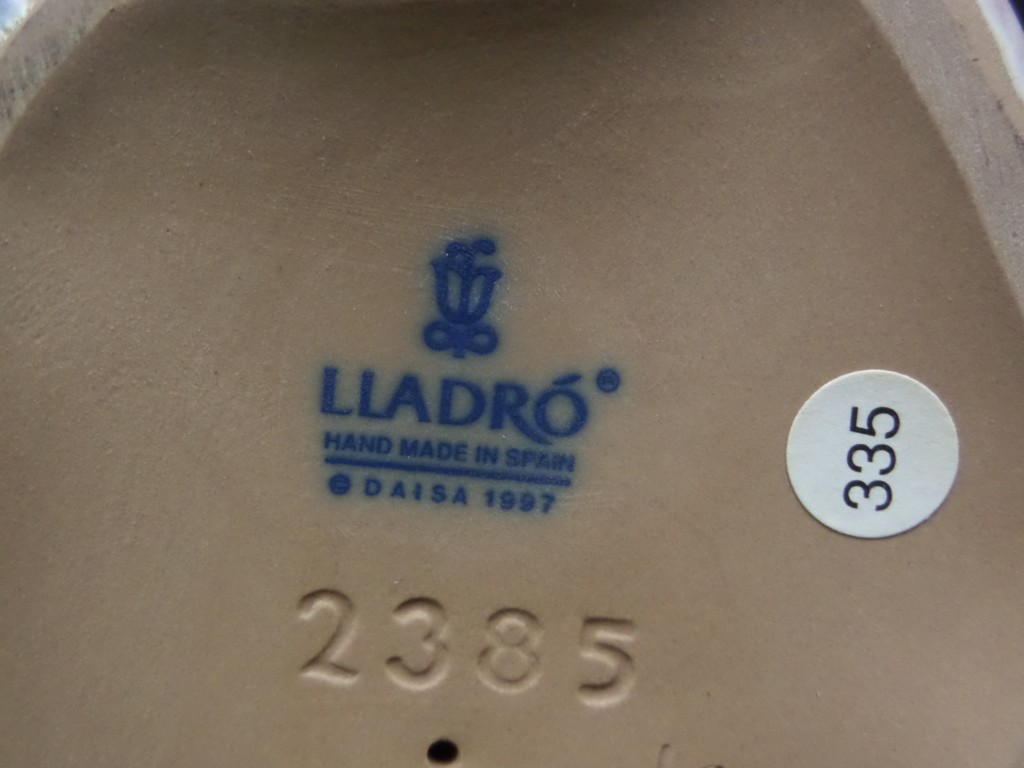 LLADRÓ®
HAND MADE IN SPAIN
© DAISA 1997
335
2385